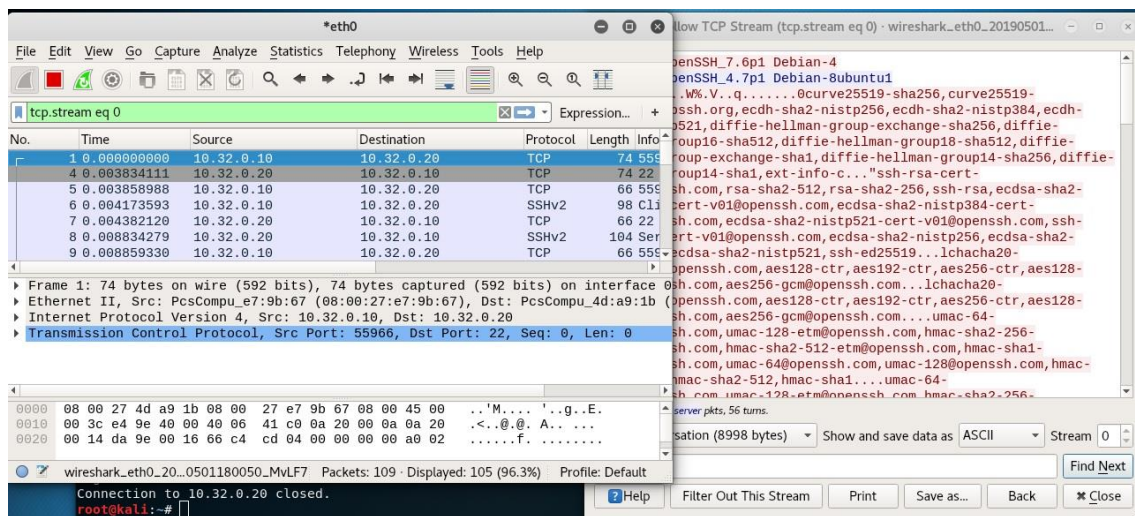 *eth0
File Edit View Go Capture Analyze Statistics Telephony Wireless Tools Help
tcp.stream eq 0
Expression... +
No. Time Source Destination Protocol Length Info
1 0.000000000 10.32.0.10 10.32.0.20 TCP 74 559
4 0.003834111 10.32.0.20 10.32.0.10 TCP 74 22
5 0.003858988 10.32.0.10 10.32.0.20 TCP 66 559
6 0.004173593 10.32.0.10 10.32.0.20 SSHv2 98 Cli
7 0.004382120 10.32.0.20 10.32.0.10 TCP 66 22
8 0.008834279 10.32.0.20 10.32.0.10 SSHv2 104 Ser
9 0.008859330 10.32.0.10 10.32.0.20 TCP 66 559
Frame 1: 74 bytes on wire (592 bits), 74 bytes captured (592 bits) on interface 0
Ethernet II, Src: PcsCompu_e7:9b:67 (08:00:27:e7:9b:67), Dst: PcsCompu_4d:a9:1b (
Internet Protocol Version 4, Src: 10.32.0.10, Dst: 10.32.0.20
Transmission Control Protocol, Src Port: 55966, Dst Port: 22, Seq: 0, Len: 0
0000 08 00 27 4d a9 1b 08 00 27 e7 9b 67 08 00 45 00 ..'M.... '..g..E.
0010 00 3c e4 9e 40 00 40 06 41 c0 0a 20 00 0a 0a 20 .<..@.@. A.. ...
0020 00 14 da 9e 00 16 66 c4 cd 04 00 00 00 00 a0 02 ......f. ........
wireshark_eth0_20...0501180050_MvLF7 Packets: 109 · Displayed: 105 (96.3%) Profile: Default
Connection to 10.32.0.20 closed.
root@kali:~#
llow TCP Stream (tcp.stream eq 0) · wireshark_eth0_20190501...
penSSH_7.6p1 Debian-4
penSSH_4.7p1 Debian-8ubuntu1
..W%.V..q.......0curve25519-sha256,curve25519-
ossh.org,ecdh-sha2-nistp256,ecdh-sha2-nistp384,ecdh-
p521,diffie-hellman-group-exchange-sha256,diffie-
roup16-sha512,diffie-hellman-group18-sha512,diffie-
roup-exchange-sha1,diffie-hellman-group14-sha256,diffie-
roup14-sha1,ext-info-c..."ssh-rsa-cert-
sh.com,rsa-sha2-512,rsa-sha2-256,ssh-rsa,ecdsa-sha2-
cert-v01@openssh.com,ecdsa-sha2-nistp384-cert-
sh.com,ecdsa-sha2-nistp521-cert-v01@openssh.com,ssh-
ert-v01@openssh.com,ecdsa-sha2-nistp256,ecdsa-sha2-
ecdsa-sha2-nistp521,ssh-ed25519...lchacha20-
openssh.com,aes128-ctr,aes192-ctr,aes256-ctr,aes128-
sh.com,aes256-gcm@openssh.com...lchacha20-
openssh.com,aes128-ctr,aes192-ctr,aes256-ctr,aes128-
sh.com,aes256-gcm@openssh.com....umac-64-
sh.com,umac-128-etm@openssh.com,hmac-sha2-256-
sh.com,hmac-sha2-512-etm@openssh.com,hmac-sha1-
sh.com,umac-64@openssh.com,umac-128@openssh.com,hmac-
hmac-sha2-512,hmac-sha1....umac-64-
sh.com,umac-128-etm@openssh.com,hmac-sha2-256-
server pkts, 56 turns.
sation (8998 bytes) Show and save data as ASCII Stream 0
Find Next
Help Filter Out This Stream Print Save as... Back Close